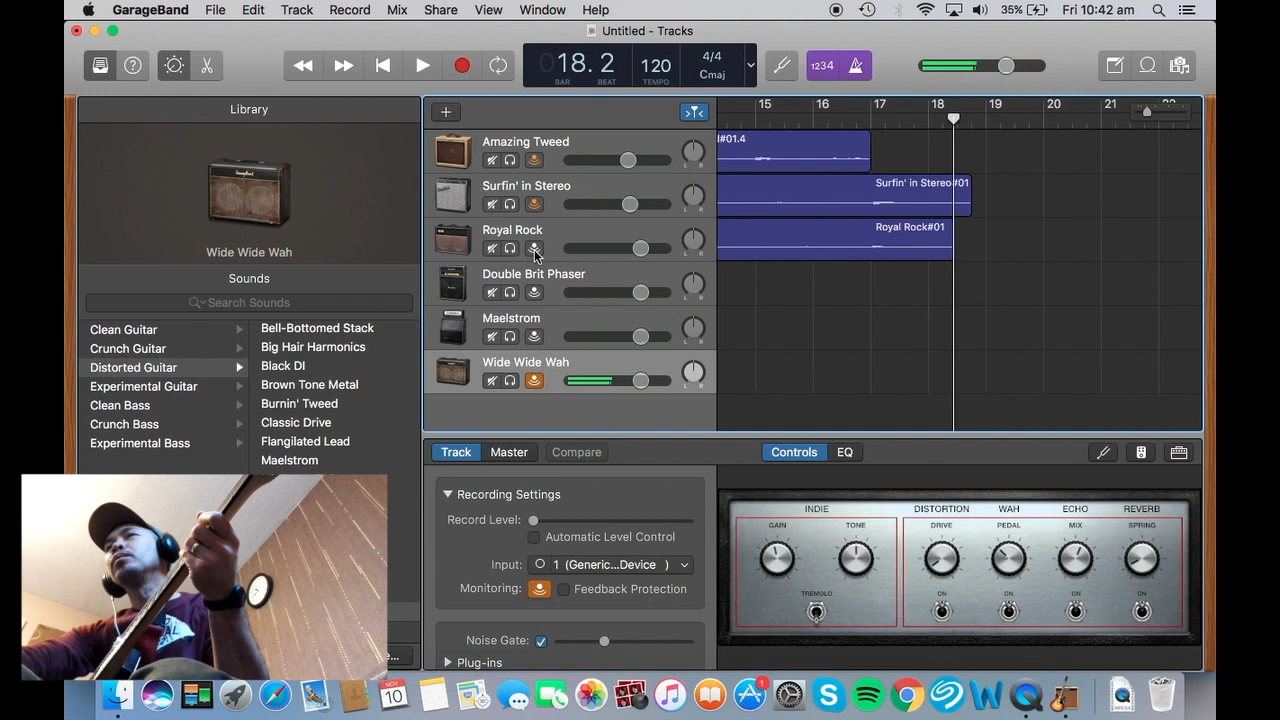 GarageBand File Edit Track Record Mix Share View Window Help 35% Fri 10:42 am
Untitled - Tracks
1234
18. 2 120 4/4
BAR BEAT TEMPO Cmaj
Library
Wide Wide Wah
Sounds
Search Sounds
Clean Guitar
Crunch Guitar
Distorted Guitar
Experimental Guitar
Clean Bass
Crunch Bass
Experimental Bass
Bell-Bottomed Stack
Big Hair Harmonics
Black DI
Brown Tone Metal
Burnin' Tweed
Classic Drive
Flangilated Lead
Maelstrom
15 16 17 18 19 20 21
Amazing Tweed
L R
#01.4
Surfin' in Stereo
L R
Surfin' in Stereo#01
Royal Rock
L R
Royal Rock#01
Double Brit Phaser
L R
Maelstrom
L R
Wide Wide Wah
L R
Track Master Compare Controls EQ
Recording Settings
Record Level:
Automatic Level Control
Input: 1 (Generic...Device )
Monitoring: Feedback Protection
Noise Gate:
Plug-ins
INDIE DISTORTION WAH ECHO REVERB
GAIN TONE DRIVE PEDAL MIX SPRING
TREMOLO ON ON ON ON
NOV
10
1